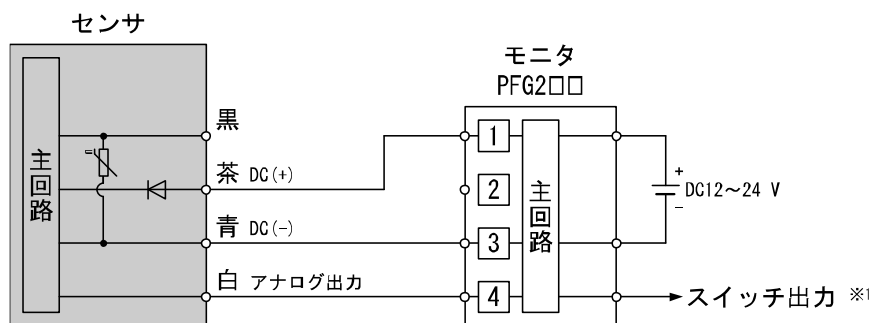 センサ
モニタ
PFG2□□
主回路
黒
茶 DC(+)
青 DC(-)
白 アナログ出力
1
2
3
4
主回路
+
DC12～24 V
-
スイッチ出力 ※1